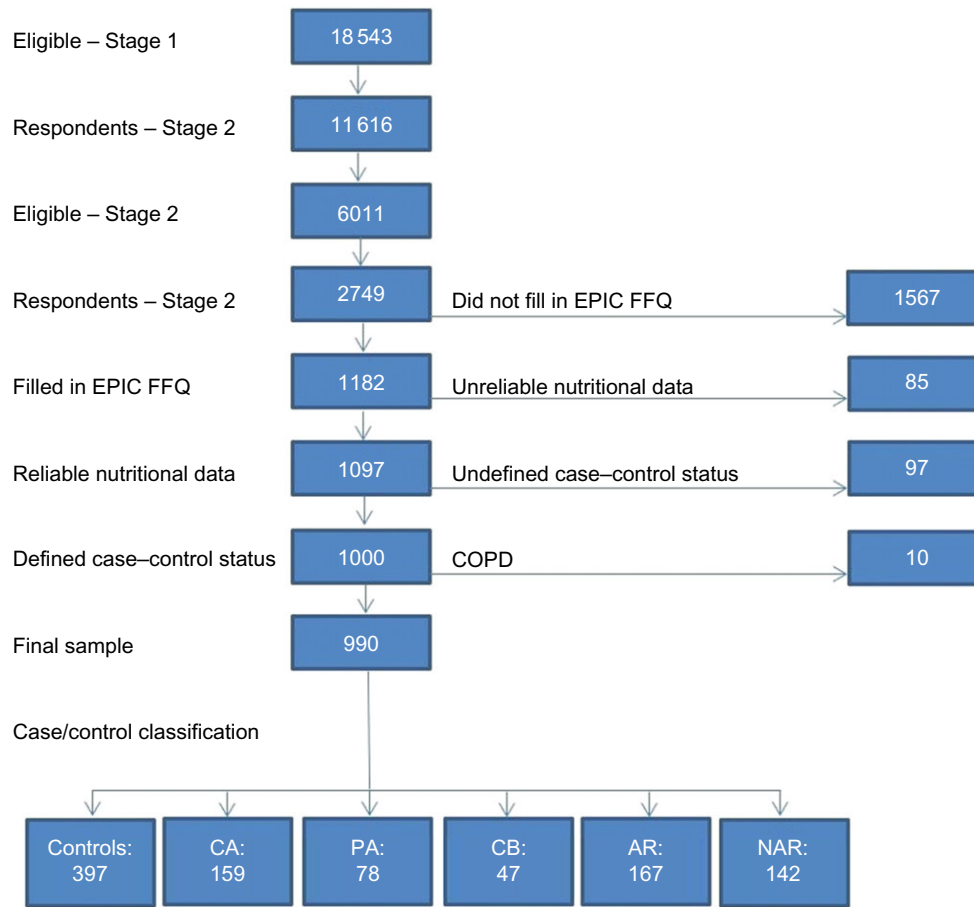 Eligible – Stage 1
18 543
Respondents – Stage 2
11 616
Eligible – Stage 2
6011
Respondents – Stage 2
2749
Did not fill in EPIC FFQ
1567
Filled in EPIC FFQ
1182
Unreliable nutritional data
85
Reliable nutritional data
1097
Undefined case–control status
97
Defined case–control status
1000
COPD
10
Final sample
990
Case/control classification
Controls:
397
CA:
159
PA:
78
CB:
47
AR:
167
NAR:
142